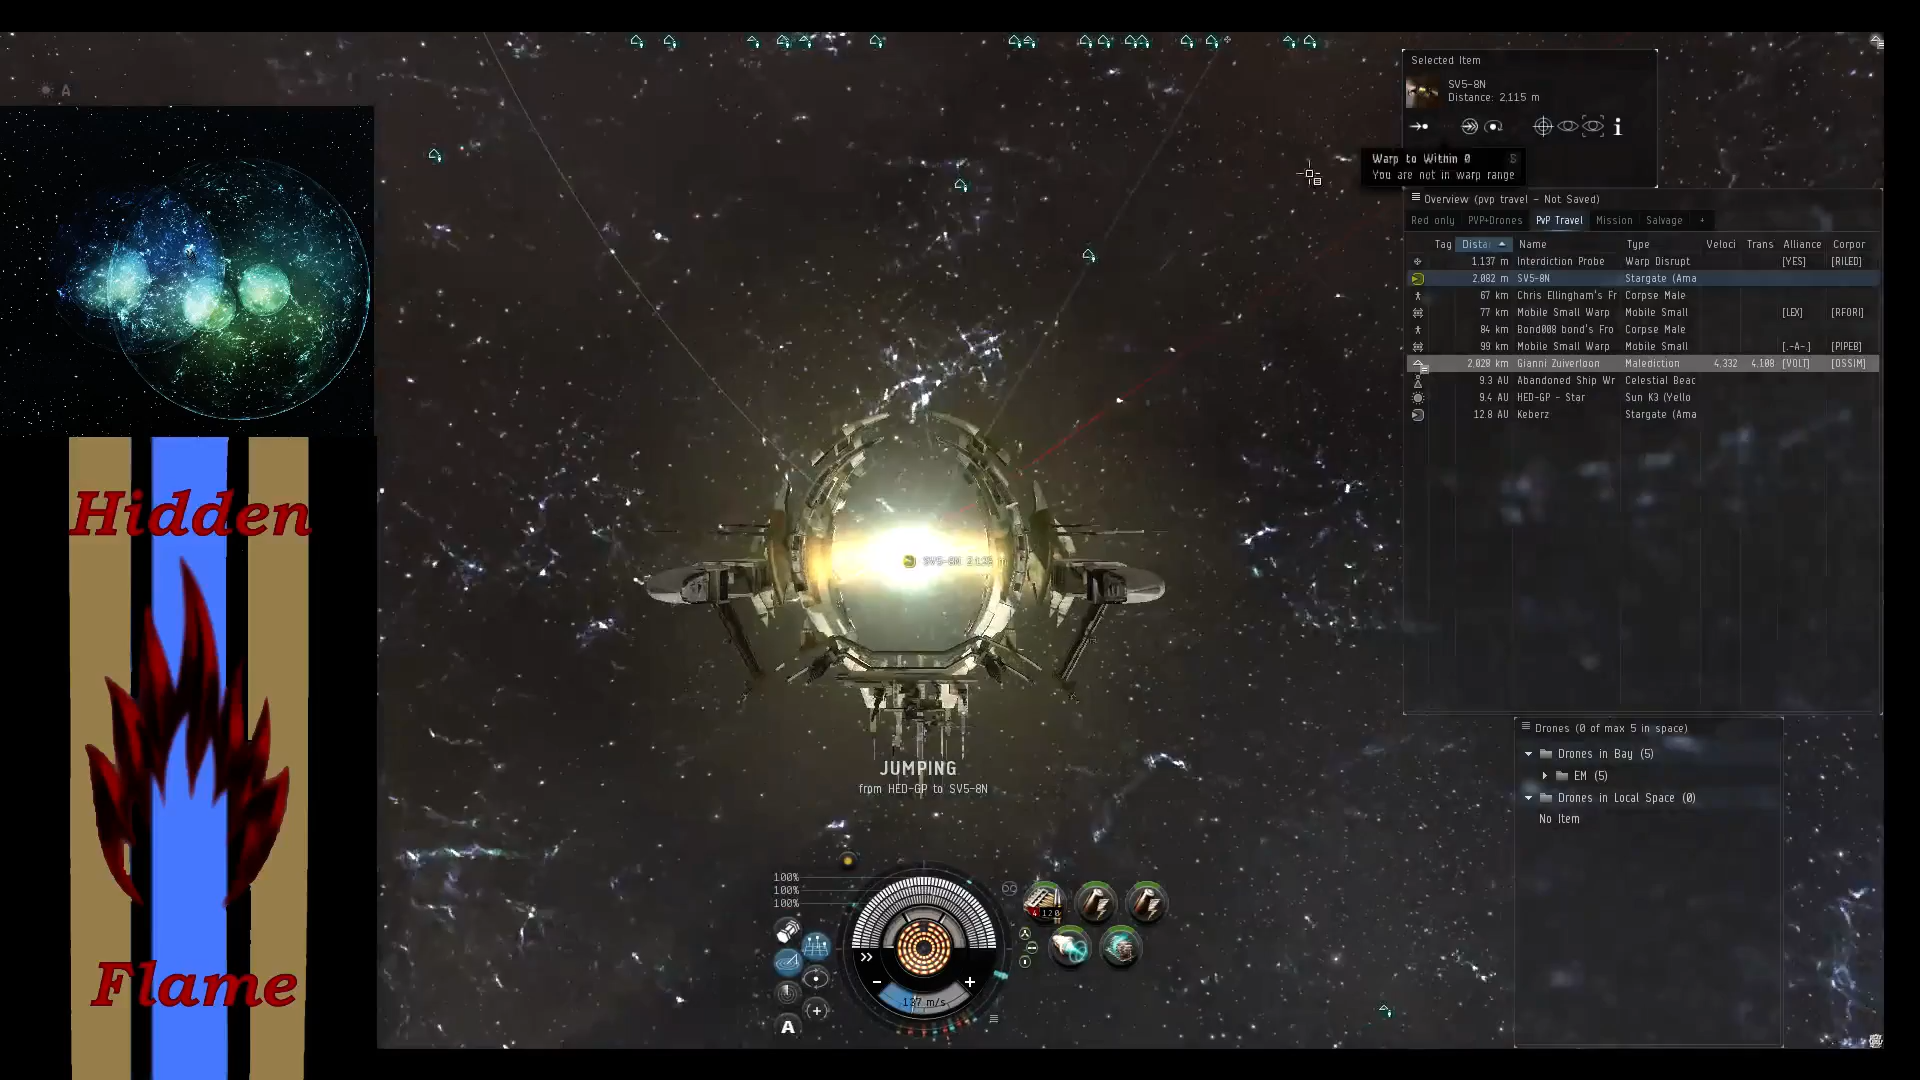 A
Hidden
Flame
Selected Item
SV5-8N
Distance: 2,115 m
Warp to Within 0 S
You are not in warp range
Overview (pvp travel - Not Saved)
Red only PVP+Drones PvP Travel Mission Salvage +
Tag Dista Name Type Veloci Trans Alliance Corpor
1,137 m Interdiction Probe Warp Disrupt [YES] [RILED]
2,082 m SV5-8N Stargate (Ama
67 km Chris Ellingham's Fr Corpse Male
77 km Mobile Small Warp Mobile Small [LEX] [RFORI]
84 km Bond008 bond's Fro Corpse Male
99 km Mobile Small Warp Mobile Small [.-A-.] [PIPEB]
2,028 km Gianni Zuiverloon Malediction 4,332 4,108 [VOLT] [OSSIM]
9.3 AU Abandoned Ship Wr Celestial Beac
9.4 AU HED-GP - Star Sun K3 (Yello
12.8 AU Keberz Stargate (Ama
SV5-8N
JUMPING
from HED-GP to SV5-8N
Drones (0 of max 5 in space)
Drones in Bay (5)
EM (5)
Drones in Local Space (0)
No Item
100%
100%
100%
4 120
137 m/s
A